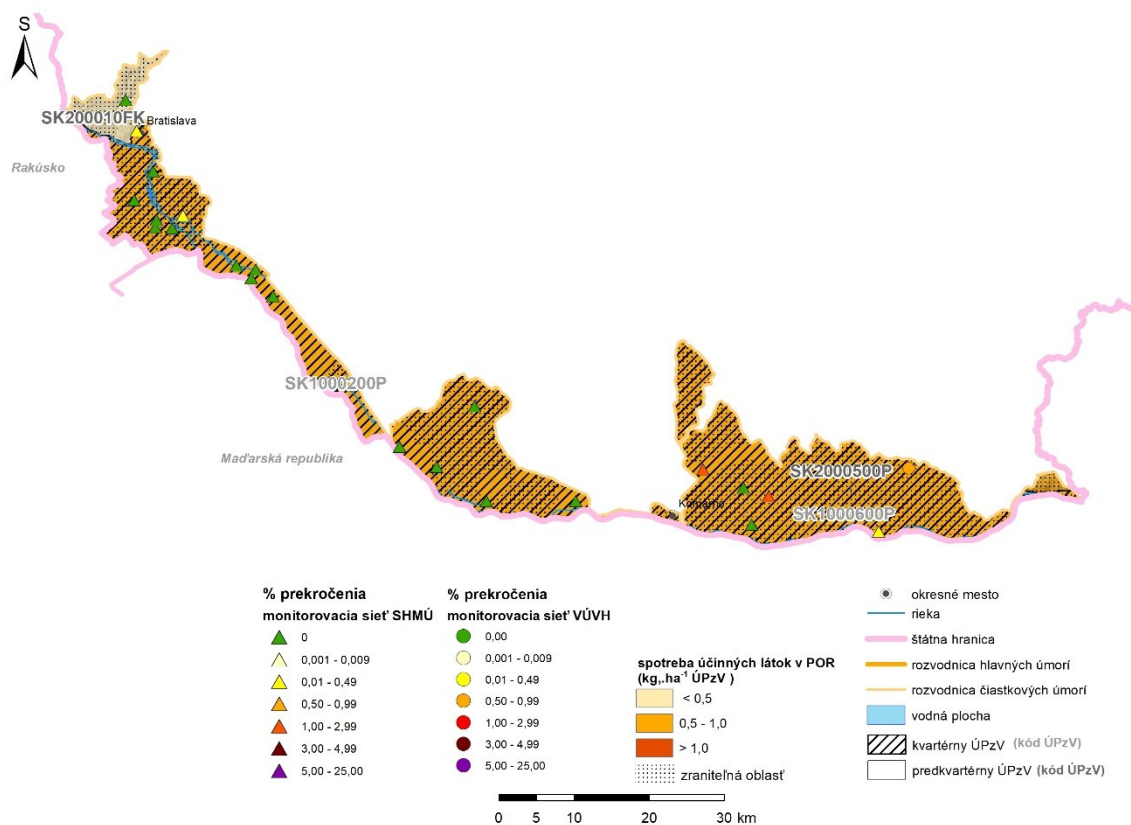 S
SK200010FK
Bratislava
Rakúsko
SK1000200P
Maďarská republika
SK2000500P
Komárno
SK1000600P
% prekročenia
monitorovacia sieť SHMÚ
0
0,001 - 0,009
0,01 - 0,49
0,50 - 0,99
1,00 - 2,99
3,00 - 4,99
5,00 - 25,00
% prekročenia
monitorovacia sieť VÚVH
0,00
0,001 - 0,009
0,01 - 0,49
0,50 - 0,99
1,00 - 2,99
3,00 - 4,99
5,00 - 25,00
spotreba účinných látok v POR
(kg,.ha⁻¹ ÚPzV )
< 0,5
0,5 - 1,0
> 1,0
zraniteľná oblasť
okresné mesto
rieka
štátna hranica
rozvodnica hlavných úmorí
rozvodnica čiastkových úmorí
vodná plocha
kvartérny ÚPzV (kód ÚPzV)
predkvartérny ÚPzV (kód ÚPzV)
0 5 10 20 30 km